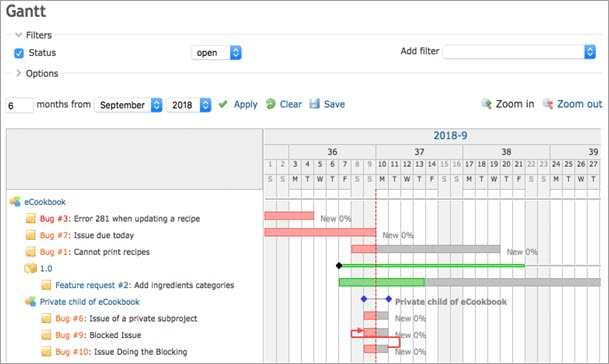 Gantt
Filters
Status open Add filter
Options
6 months from September 2018 Apply Clear Save Zoom in Zoom out
2018-9
36 37 38 39
1 2 3 4 5 6 7 8 9 10 11 12 13 14 15 16 17 18 19 20 21 22 23 24 25 26 27
S S M T W T F S S M T W T F S S M T W T F S S M T W T
eCookbook
Bug #3: Error 281 when updating a recipe New 0%
Bug #7: Issue due today New 0%
Bug #1: Cannot print recipes New 0%
1.0
Feature request #2: Add ingredients categories
Private child of eCookbook Private child of eCookbook
Bug #6: Issue of a private subproject New 0%
Bug #9: Blocked Issue New 0%
Bug #10: Issue Doing the Blocking New 0%